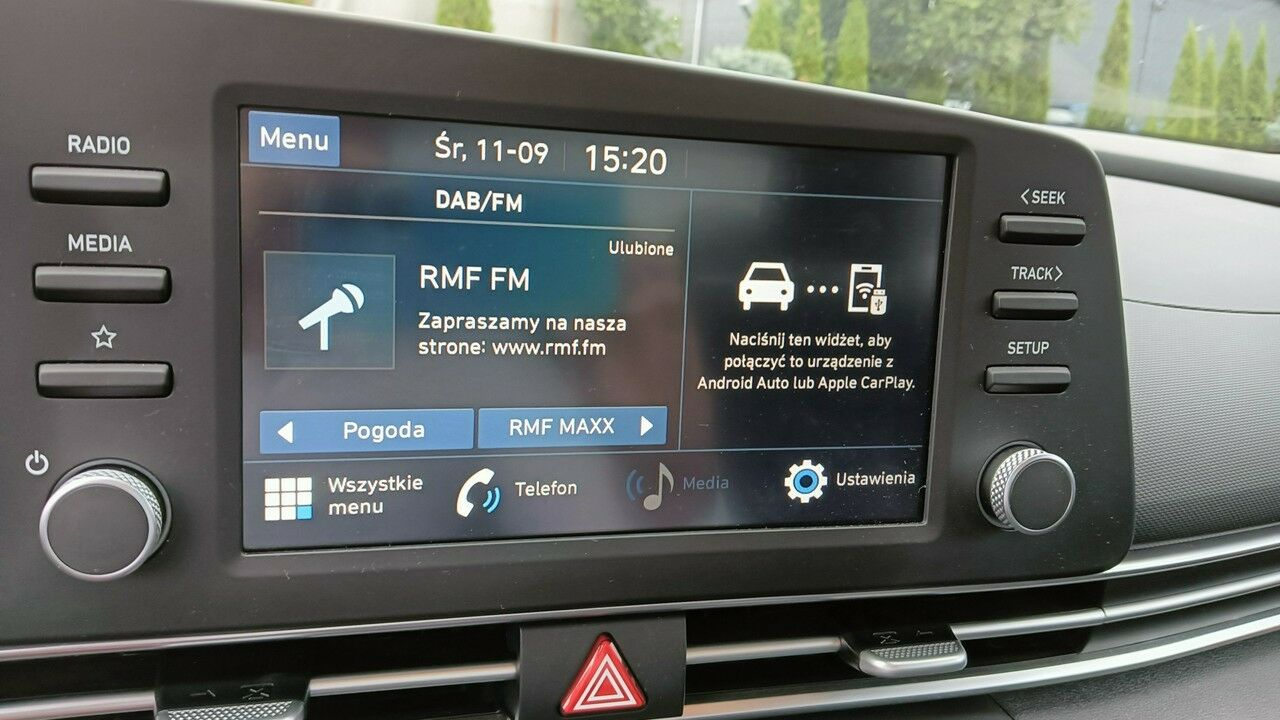 RADIO
MEDIA
Menu
Śr, 11-09
15:20
DAB/FM
Ulubione
RMF FM
Zapraszamy na nasza
strone: www.rmf.fm
Pogoda
RMF MAXX
Naciśnij ten widżet, aby
połączyć to urządzenie z
Android Auto lub Apple CarPlay.
Wszystkie
menu
Telefon
Media
Ustawienia
<SEEK
TRACK>
SETUP